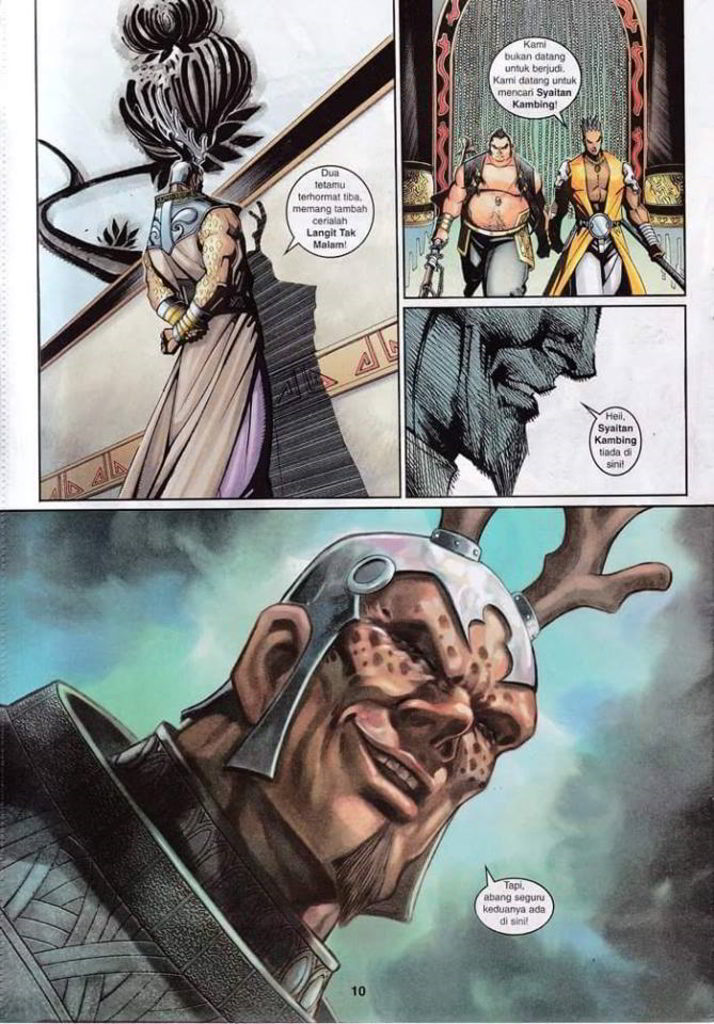 Dua
tetamu
terhormat tiba,
memang tambah
cerialah
Langit Tak
Malam!
Kami
bukan datang
untuk berjudi.
Kami datang untuk
mencari Syaitan
Kambing!
Heil,
Syaitan
Kambing
tiada di
sini!
Tapi,
abang seguru
keduanya ada
di sini!
10